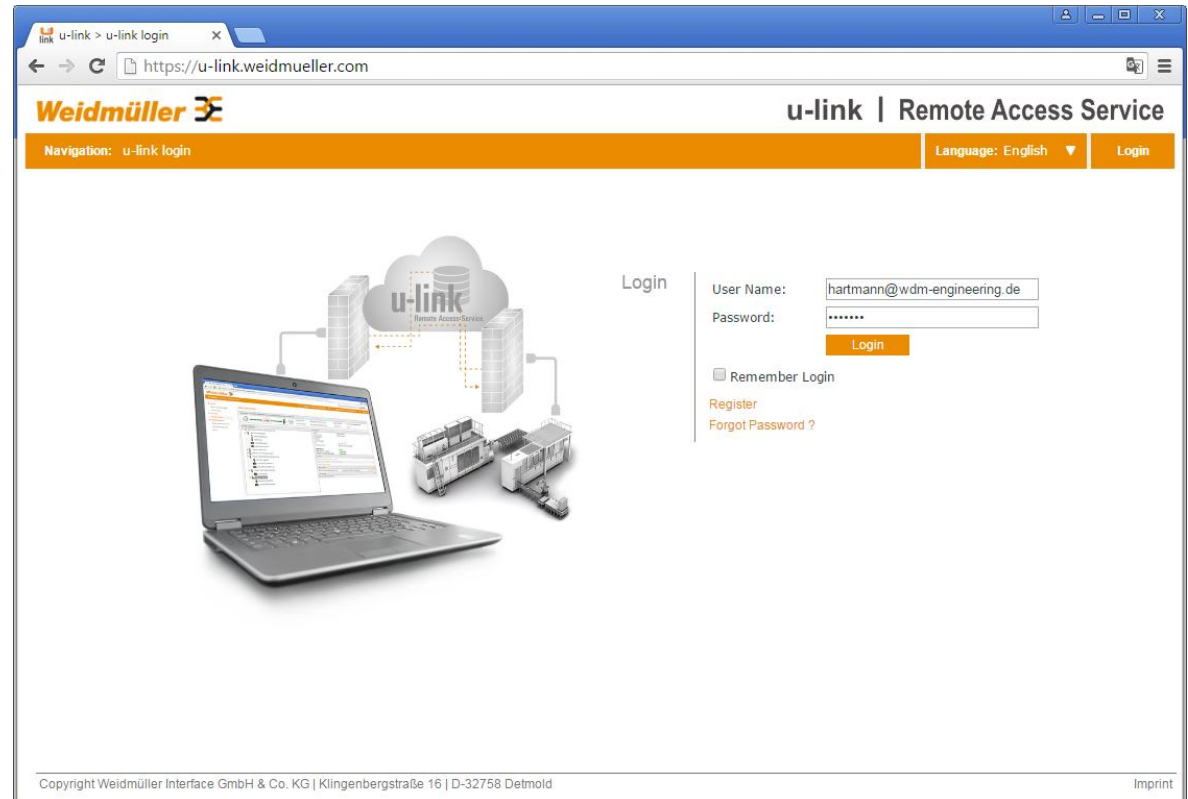 link u-link > u-link login
https://u-link.weidmueller.com
Weidmüller
u-link | Remote Access Service
Navigation: u-link login
Language: English ▼
Login
u-link
Remote Access Service
Login
User Name: hartmann@wdm-engineering.de
Password: •••••••
Login
Remember Login
Register
Forgot Password ?
Copyright Weidmüller Interface GmbH & Co. KG | Klingenbergstraße 16 | D-32758 Detmold
Imprint